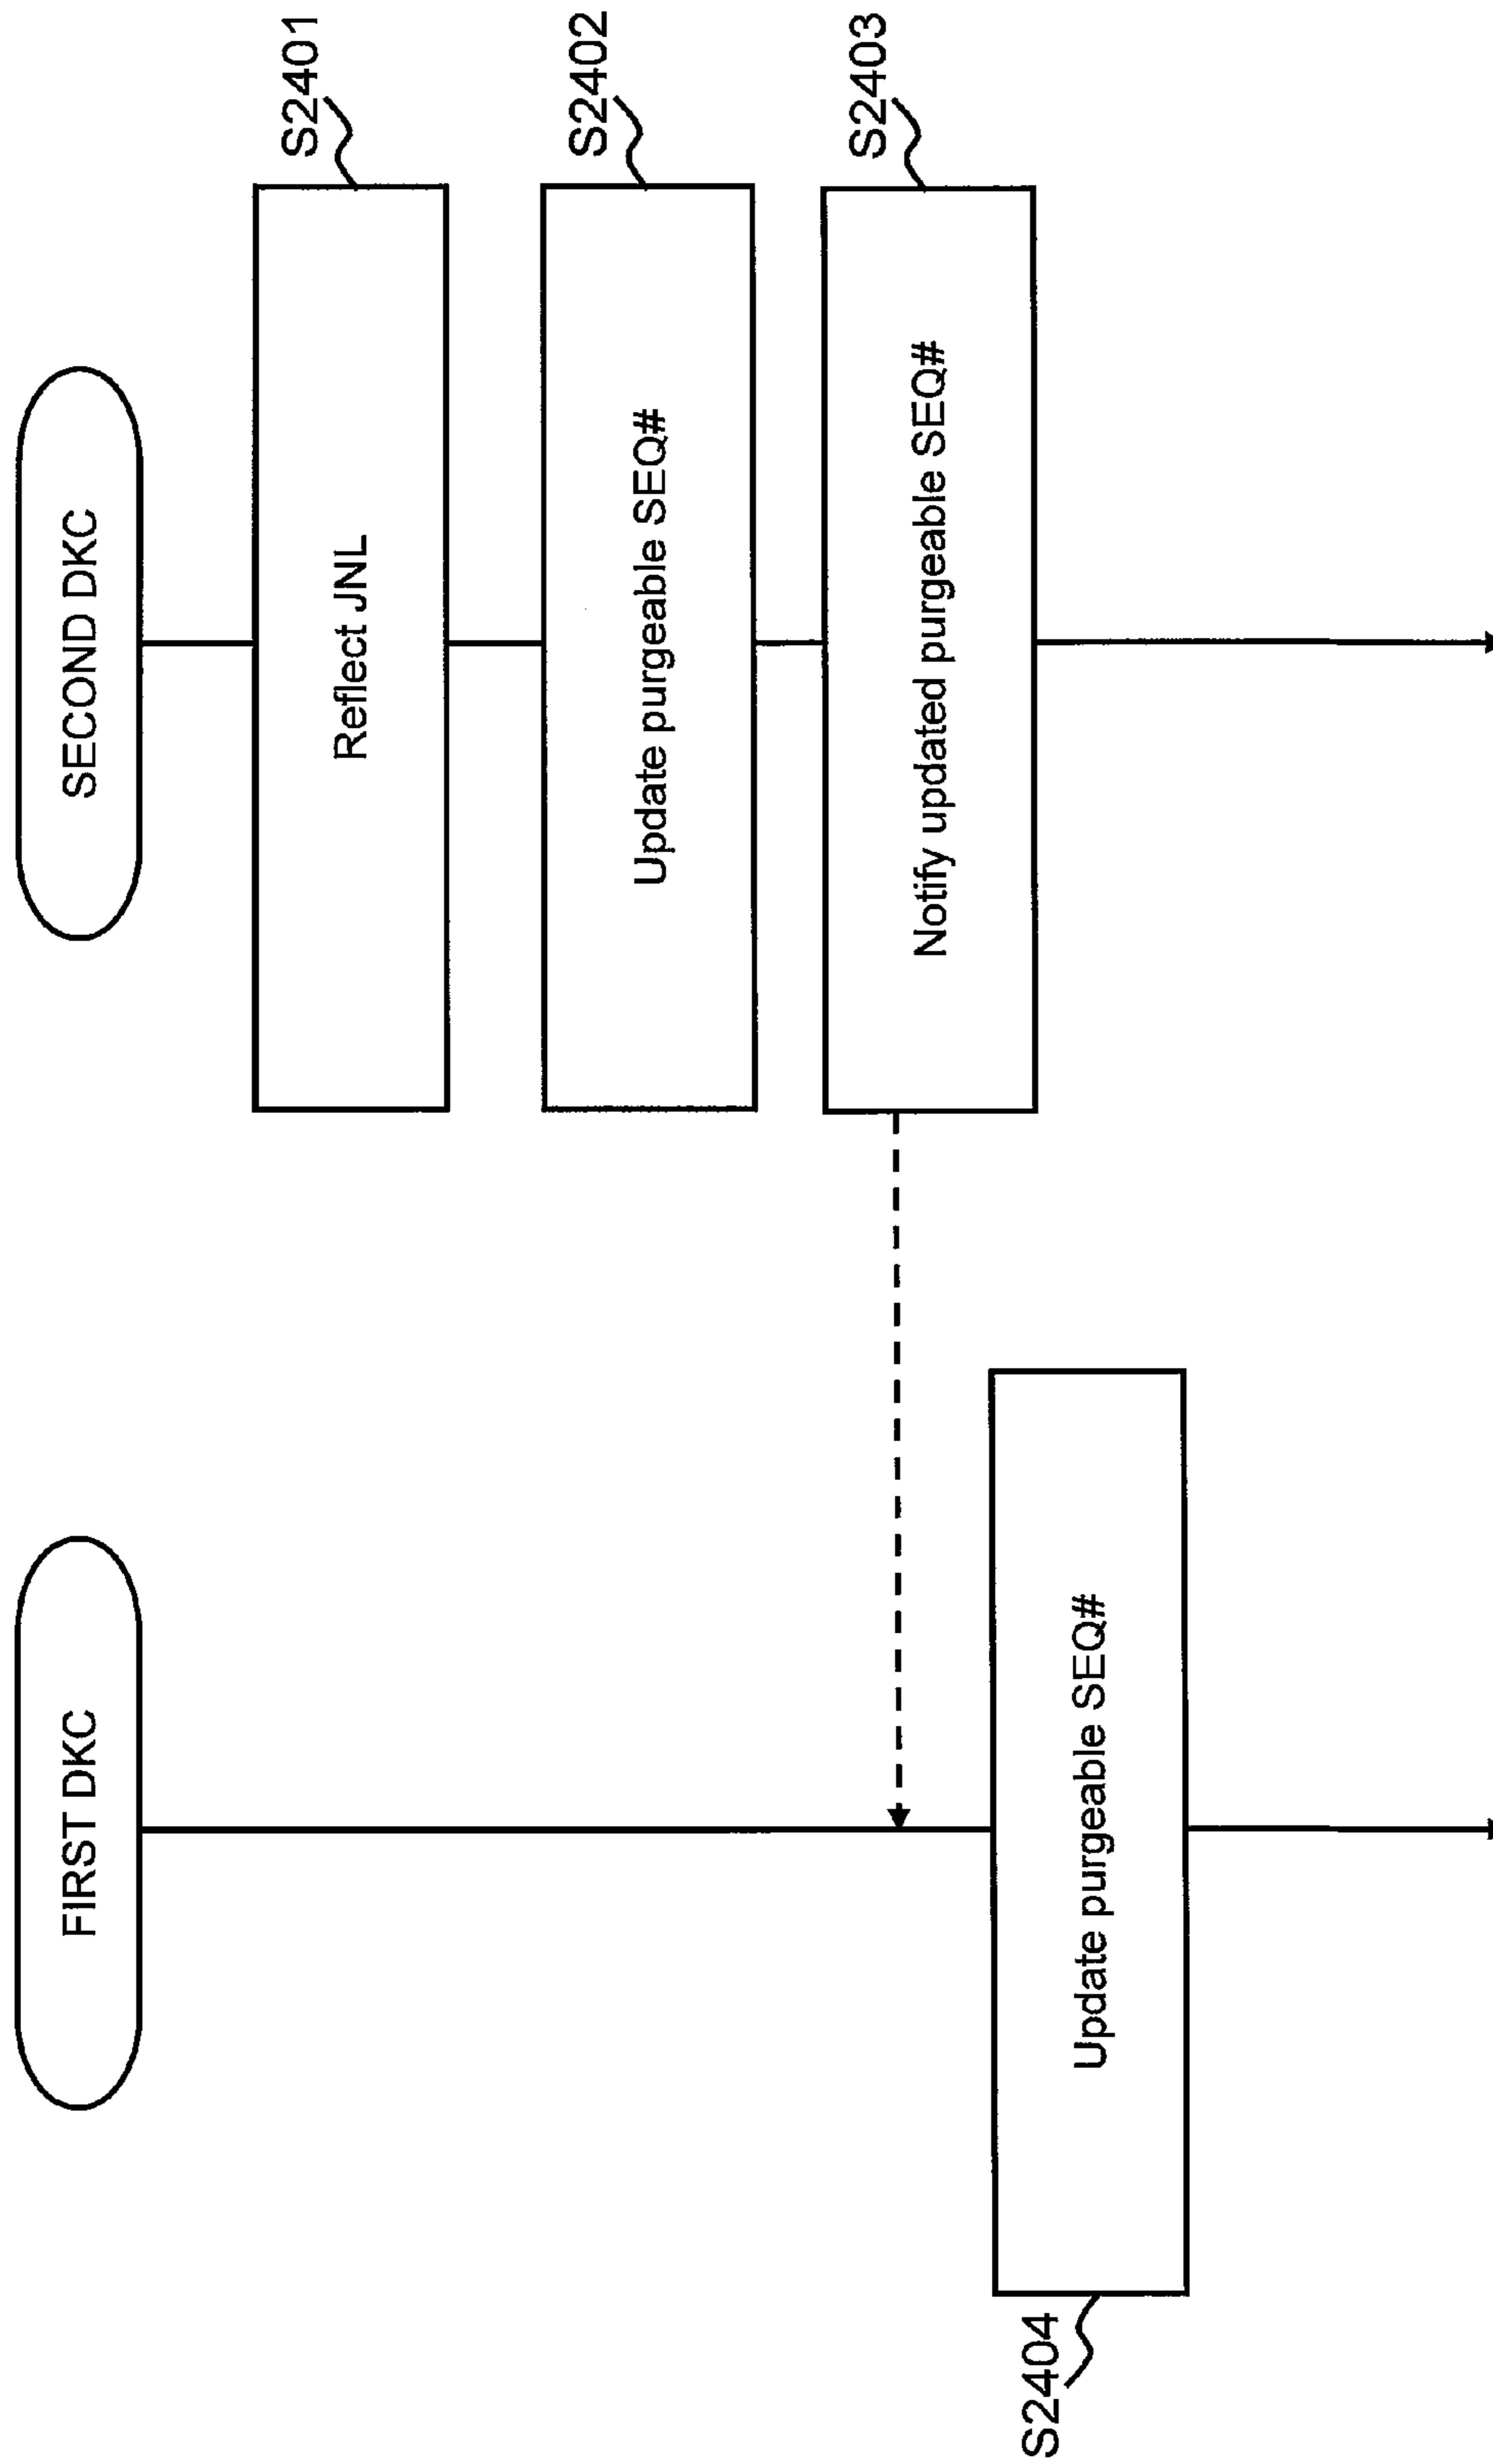 FIRST DKC
SECOND DKC
Reflect JNL
S2401
Update purgeable SEQ#
S2402
Notify updated purgeable SEQ#
S2403
S2404
Update purgeable SEQ#